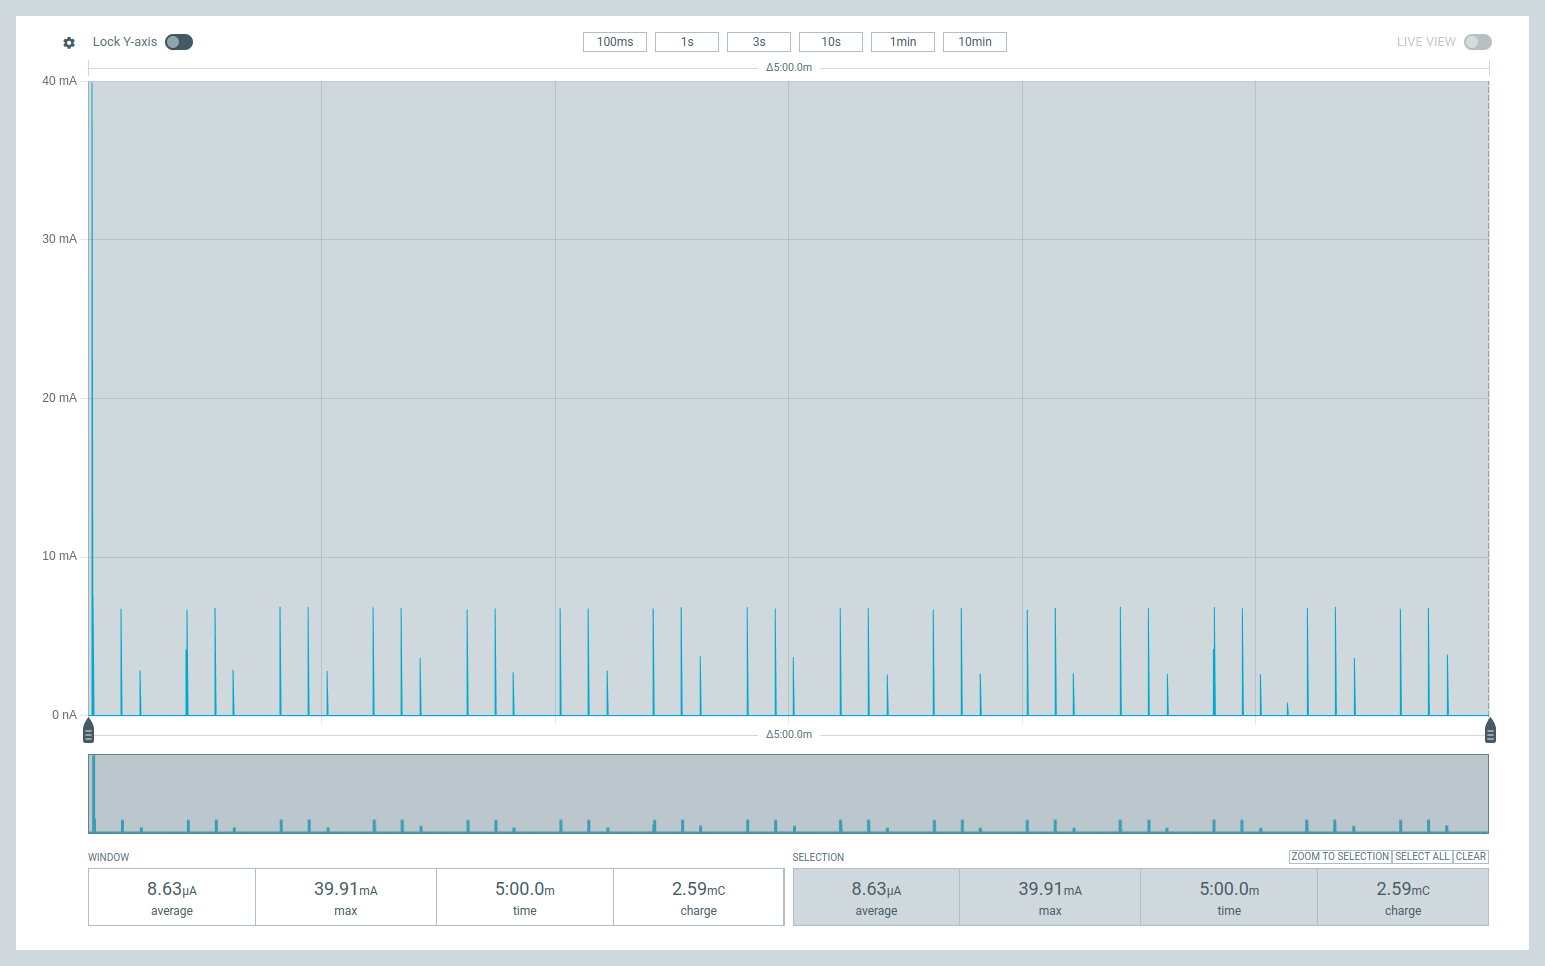 Lock Y-axis
100ms 1s 3s 10s 1min 10min
LIVE VIEW
Δ5:00.0m
40 mA
30 mA
20 mA
10 mA
0 nA
Δ5:00.0m
WINDOW
8.63μA 39.91mA 5:00.0m 2.59mC
average max time charge
SELECTION
ZOOM TO SELECTION SELECT ALL CLEAR
8.63μA 39.91mA 5:00.0m 2.59mC
average max time charge